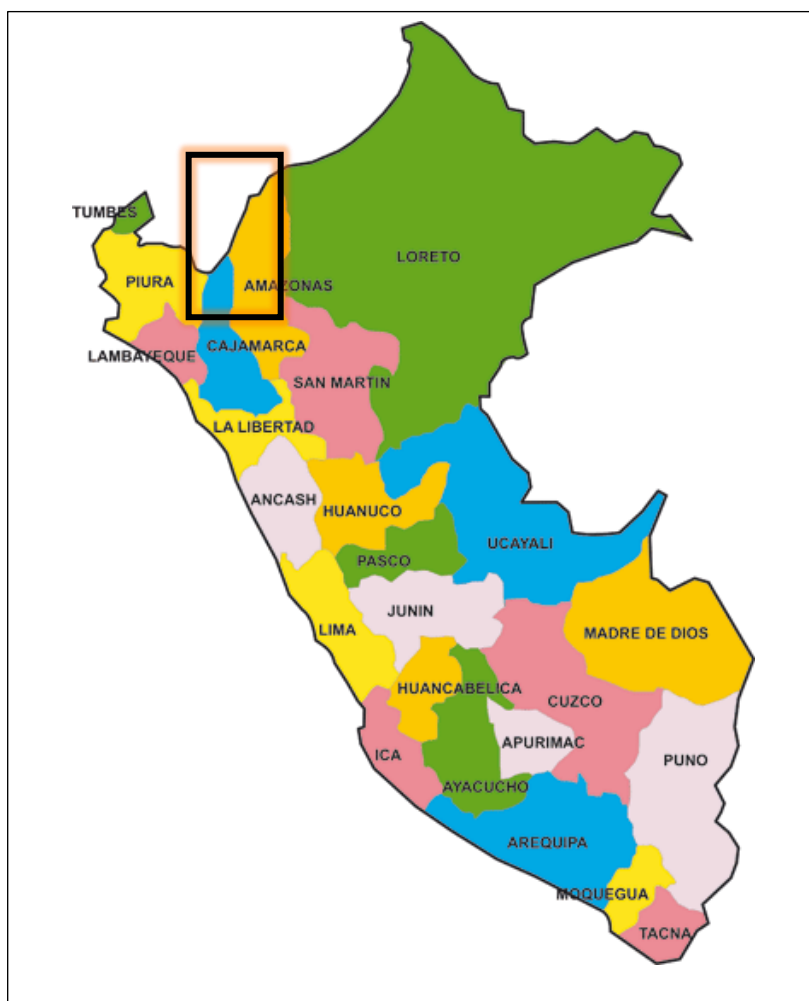 TUMBES
LORETO
PIURA
AMAZONAS
CAJAMARCA
LAMBAYEQUE
SAN MARTIN
LA LIBERTAD
ANCASH
HUANUCO
UCAYALI
PASCO
JUNIN
LIMA
MADRE DE DIOS
HUANCABELICA
CUZCO
APURIMAC
ICA
PUNO
AYACUCHO
AREQUIPA
MOQUEGUA
TACNA